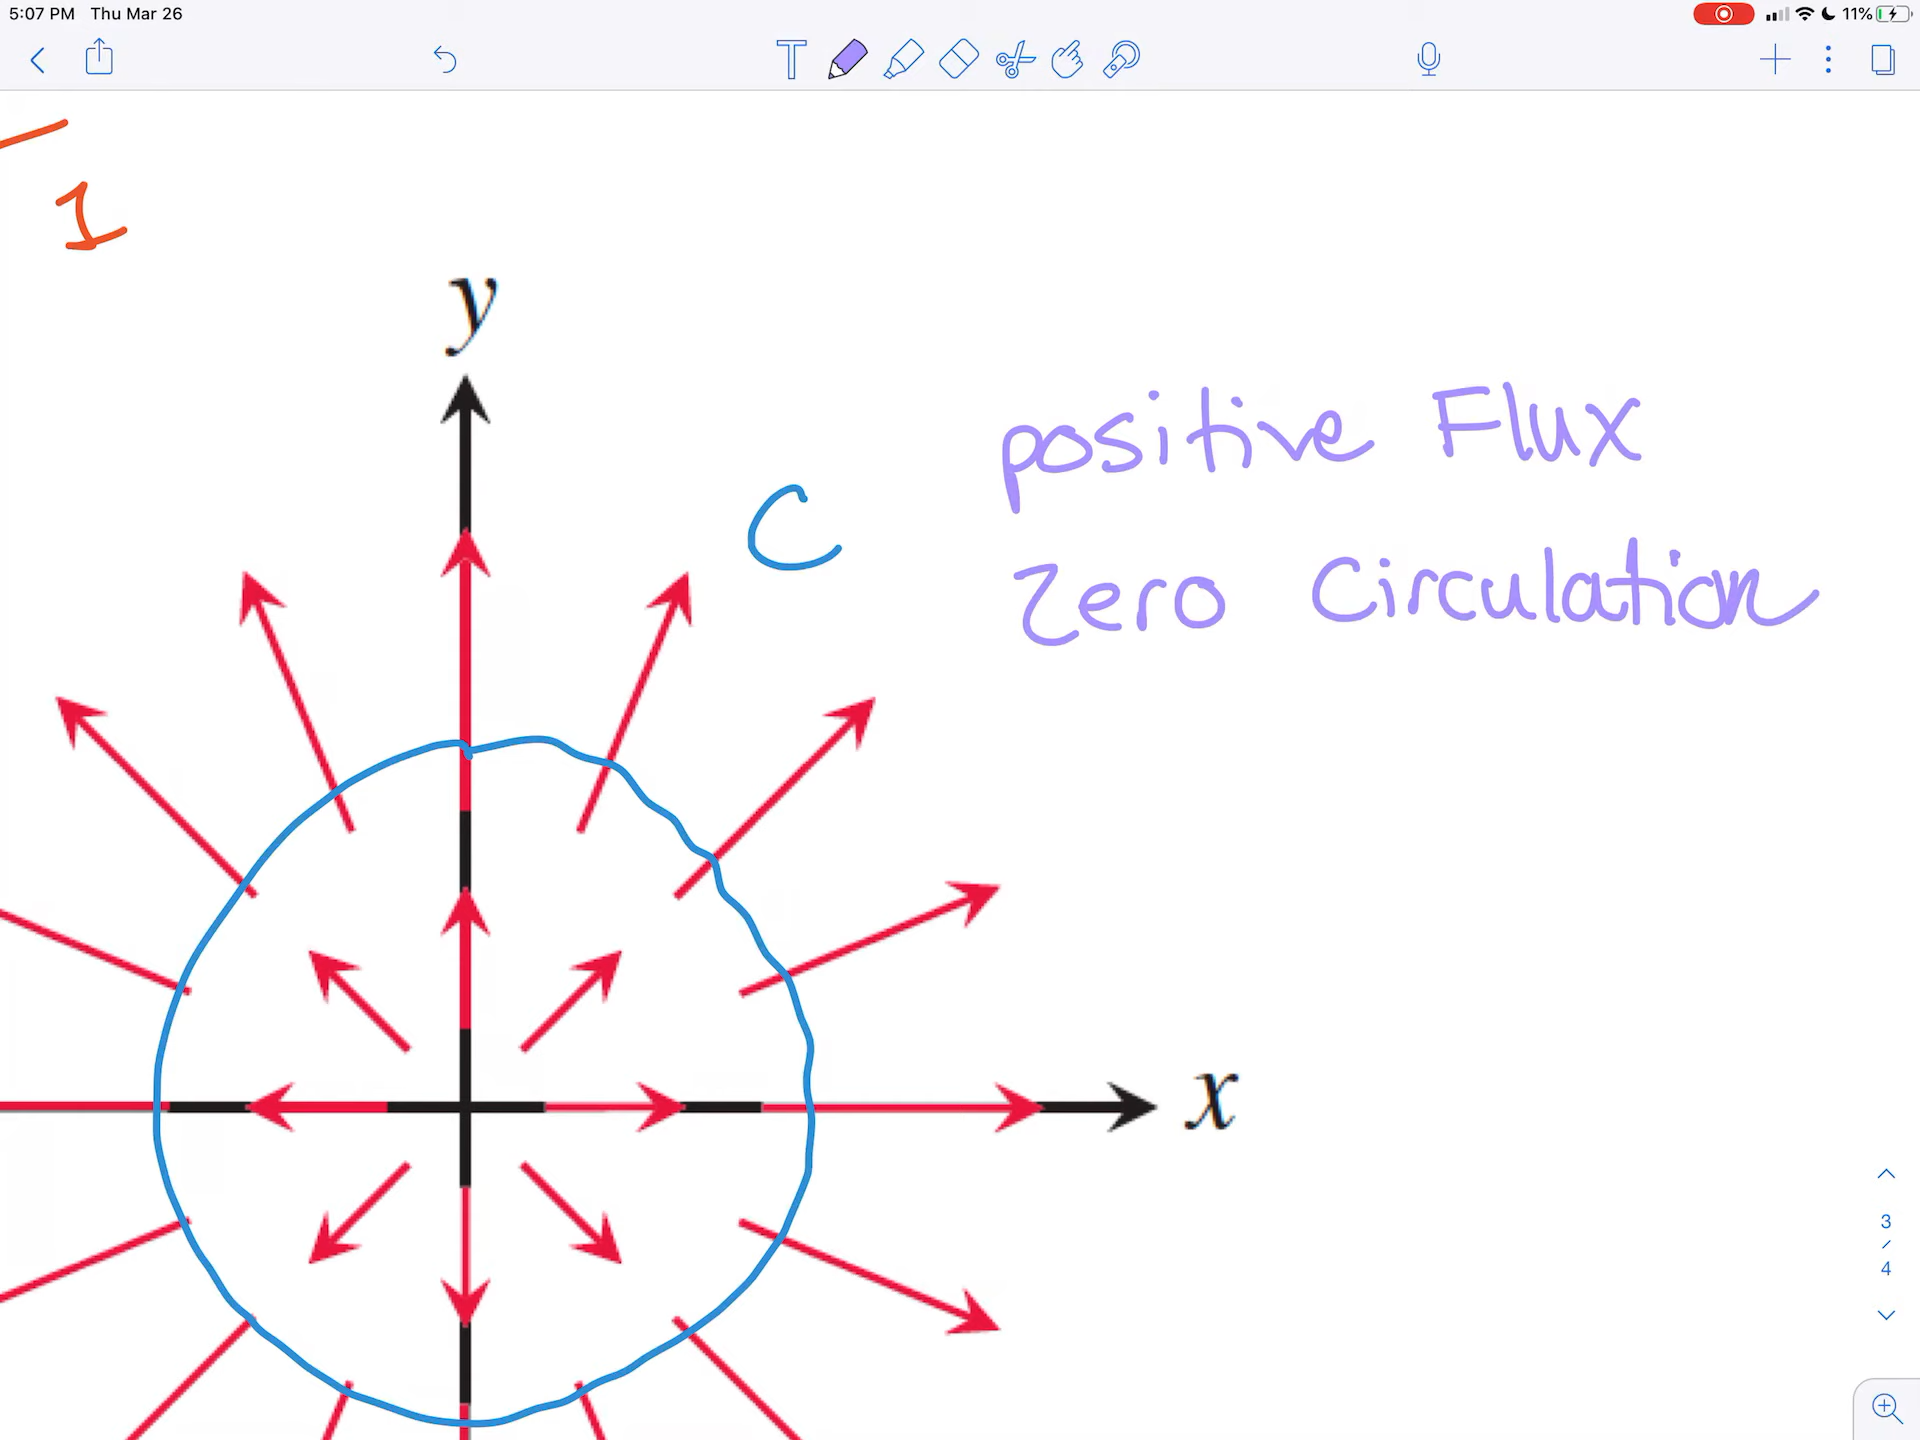 5:07 PM Thu Mar 26
11%
T
1
y
positive Flux
C
Zero Circulation
x
3
/
4